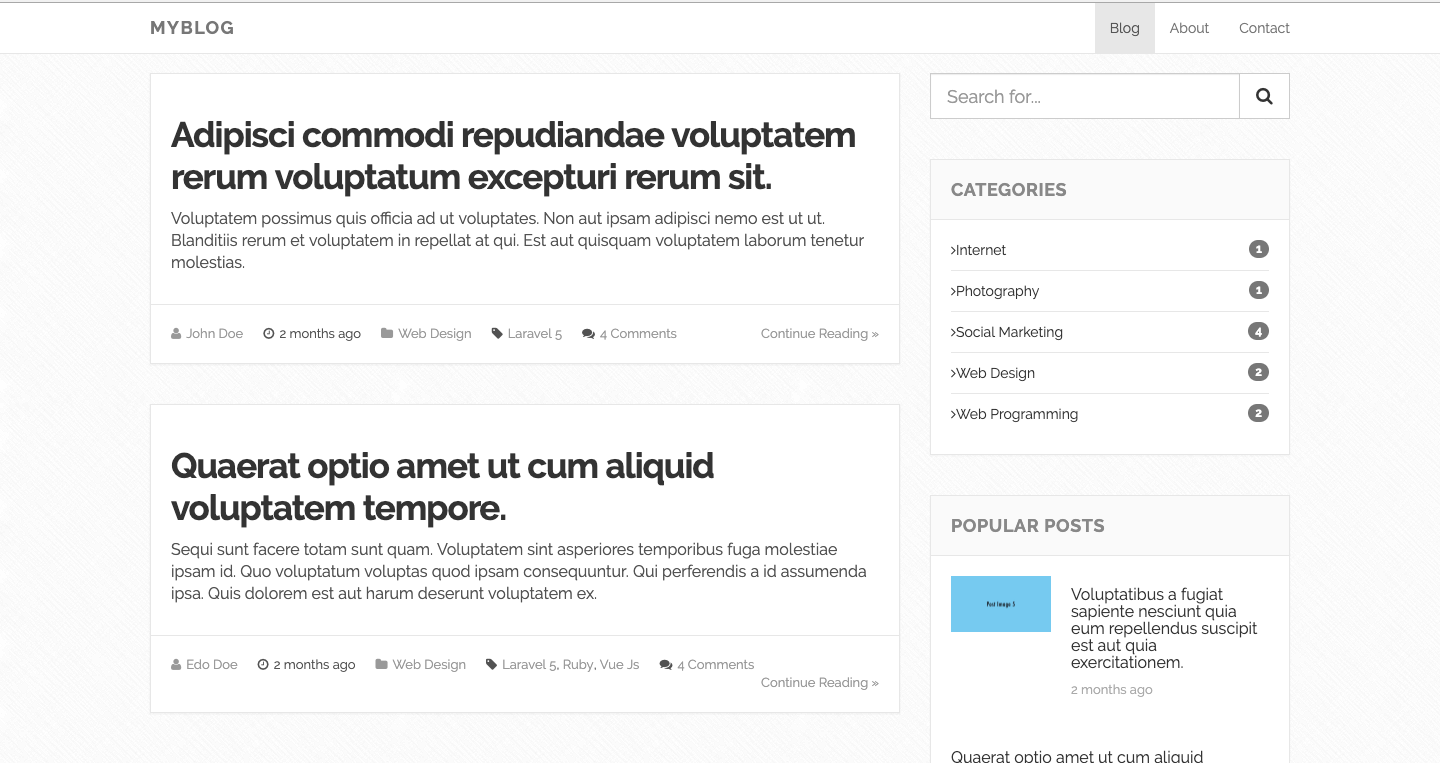 MYBLOG
Blog About Contact
Adipisci commodi repudiandae voluptatem
rerum voluptatum excepturi rerum sit.
Voluptatem possimus quis officia ad ut voluptates. Non aut ipsam adipisci nemo est ut ut.
Blanditiis rerum et voluptatem in repellat at qui. Est aut quisquam voluptatem laborum tenetur
molestias.
John Doe 2 months ago Web Design Laravel 5 4 Comments Continue Reading »
Quaerat optio amet ut cum aliquid
voluptatem tempore.
Sequi sunt facere totam sunt quam. Voluptatem sint asperiores temporibus fuga molestiae
ipsam id. Quo voluptatum voluptas quod ipsam consequuntur. Qui perferendis a id assumenda
ipsa. Quis dolorem est aut harum deserunt voluptatem ex.
Edo Doe 2 months ago Web Design Laravel 5, Ruby, Vue Js 4 Comments
Continue Reading »
Search for...
CATEGORIES
Internet 1
Photography 1
Social Marketing 4
Web Design 2
Web Programming 2
POPULAR POSTS
Post Image 5
Voluptatibus a fugiat
sapiente nesciunt quia
eum repellendus suscipit
est aut quia
exercitationem.
2 months ago
Quaerat optio amet ut cum aliquid